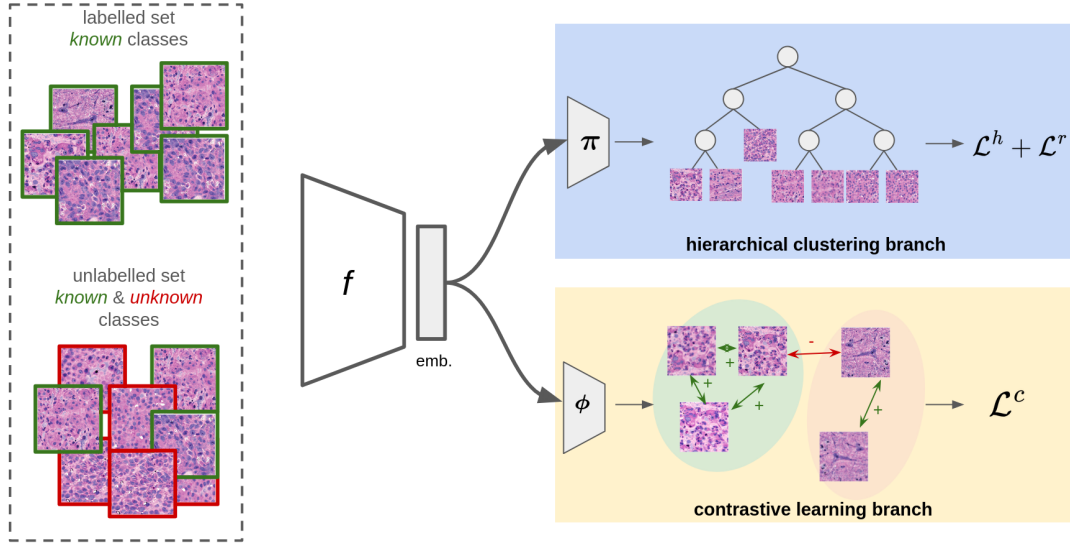 labelled set
known classes
unlabelled set
known & unknown
classes
f
emb.
π
ℒ^h + ℒ^r
hierarchical clustering branch
ϕ
+
+
+
-
+
ℒ^c
contrastive learning branch